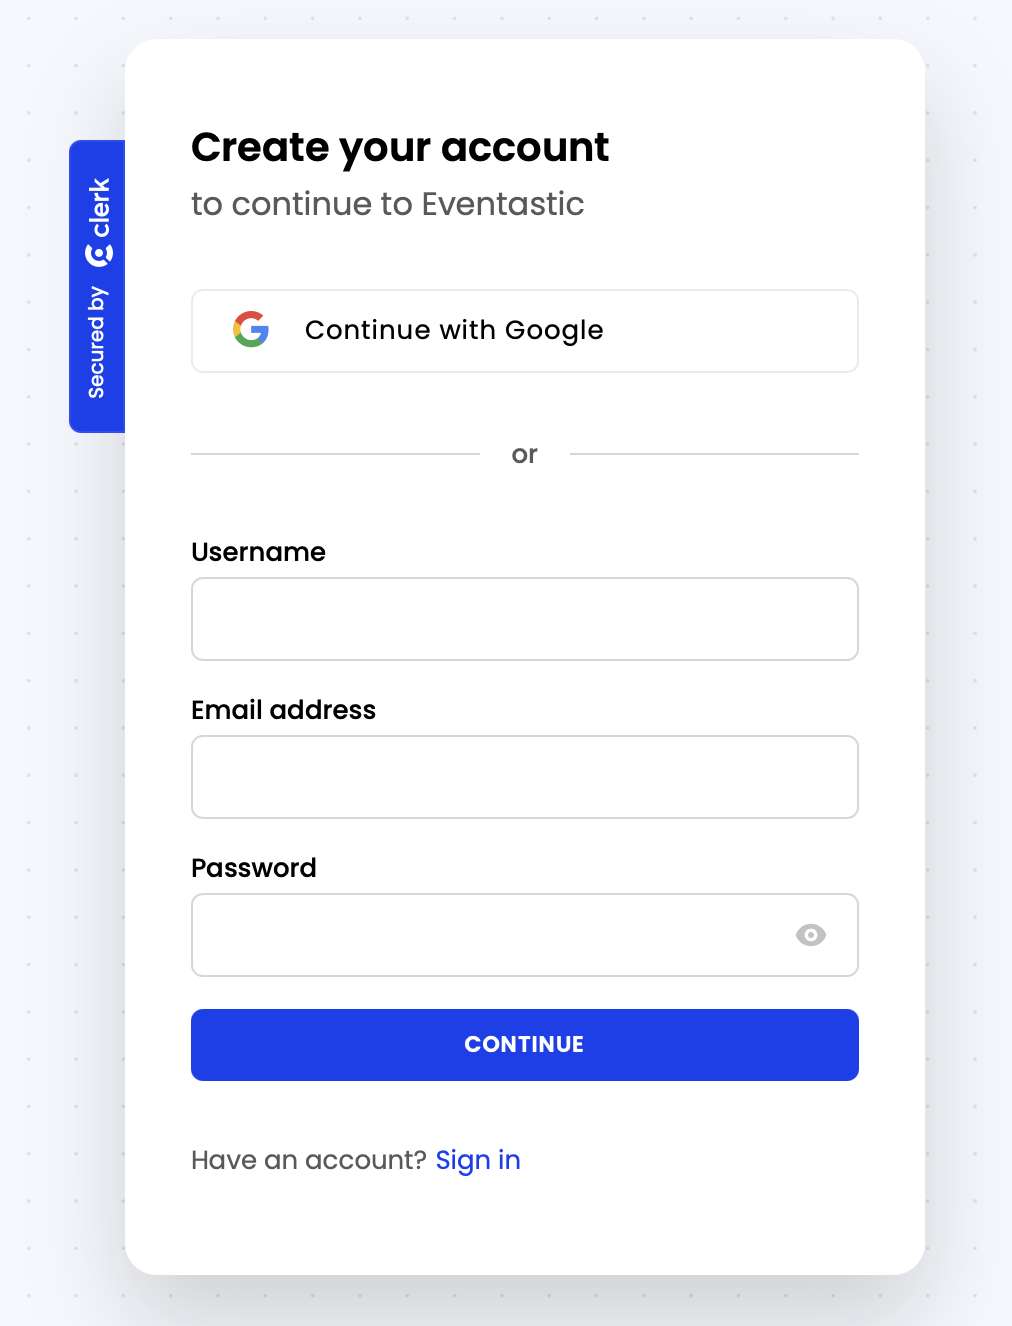 Create your account
to continue to Eventastic
Secured by clerk
Continue with Google
or
Username
Email address
Password
CONTINUE
Have an account? Sign in